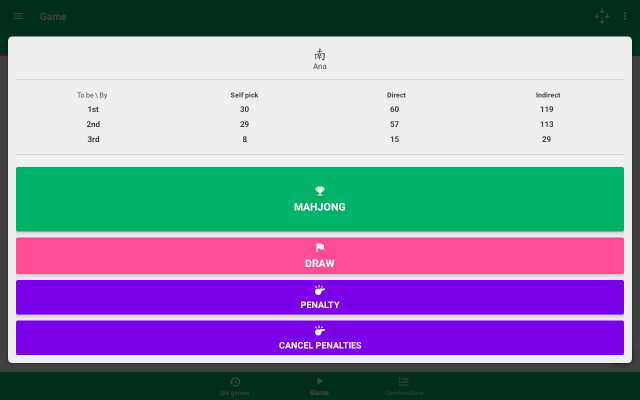 Game
南
Ana
To be \ By Self pick Direct Indirect
1st 30 60 119
2nd 29 57 113
3rd 8 15 29
MAHJONG
DRAW
PENALTY
CANCEL PENALTIES
Old games Game Combinations